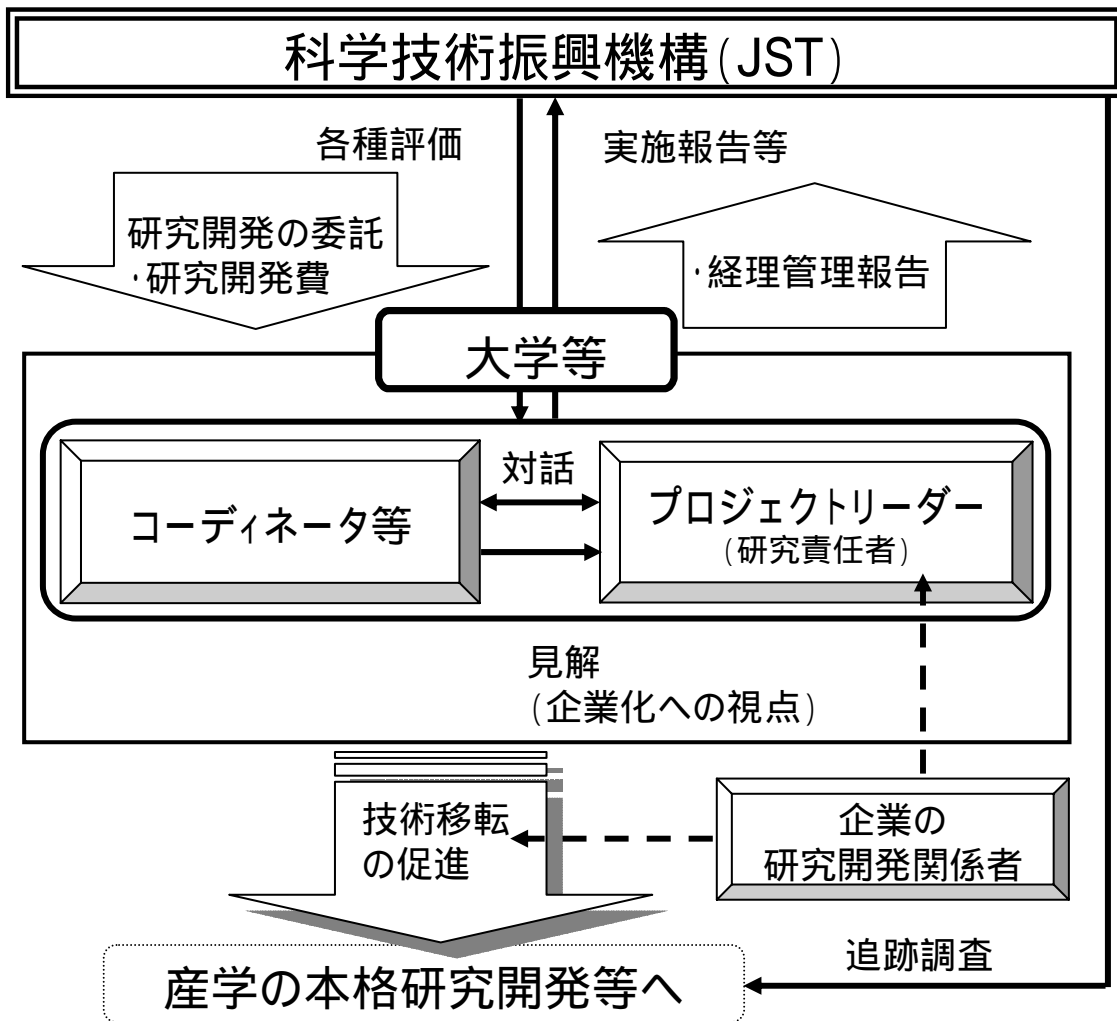 科学技術振興機構(JST)
各種評価
実施報告等
研究開発の委託
・研究開発費
・経理管理報告
大学等
対話
コーディネータ等
プロジェクトリーダー
(研究責任者)
見解
(企業化への視点)
技術移転
の促進
企業の
研究開発関係者
追跡調査
産学の本格研究開発等へ